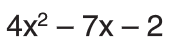 4x² – 7x – 2